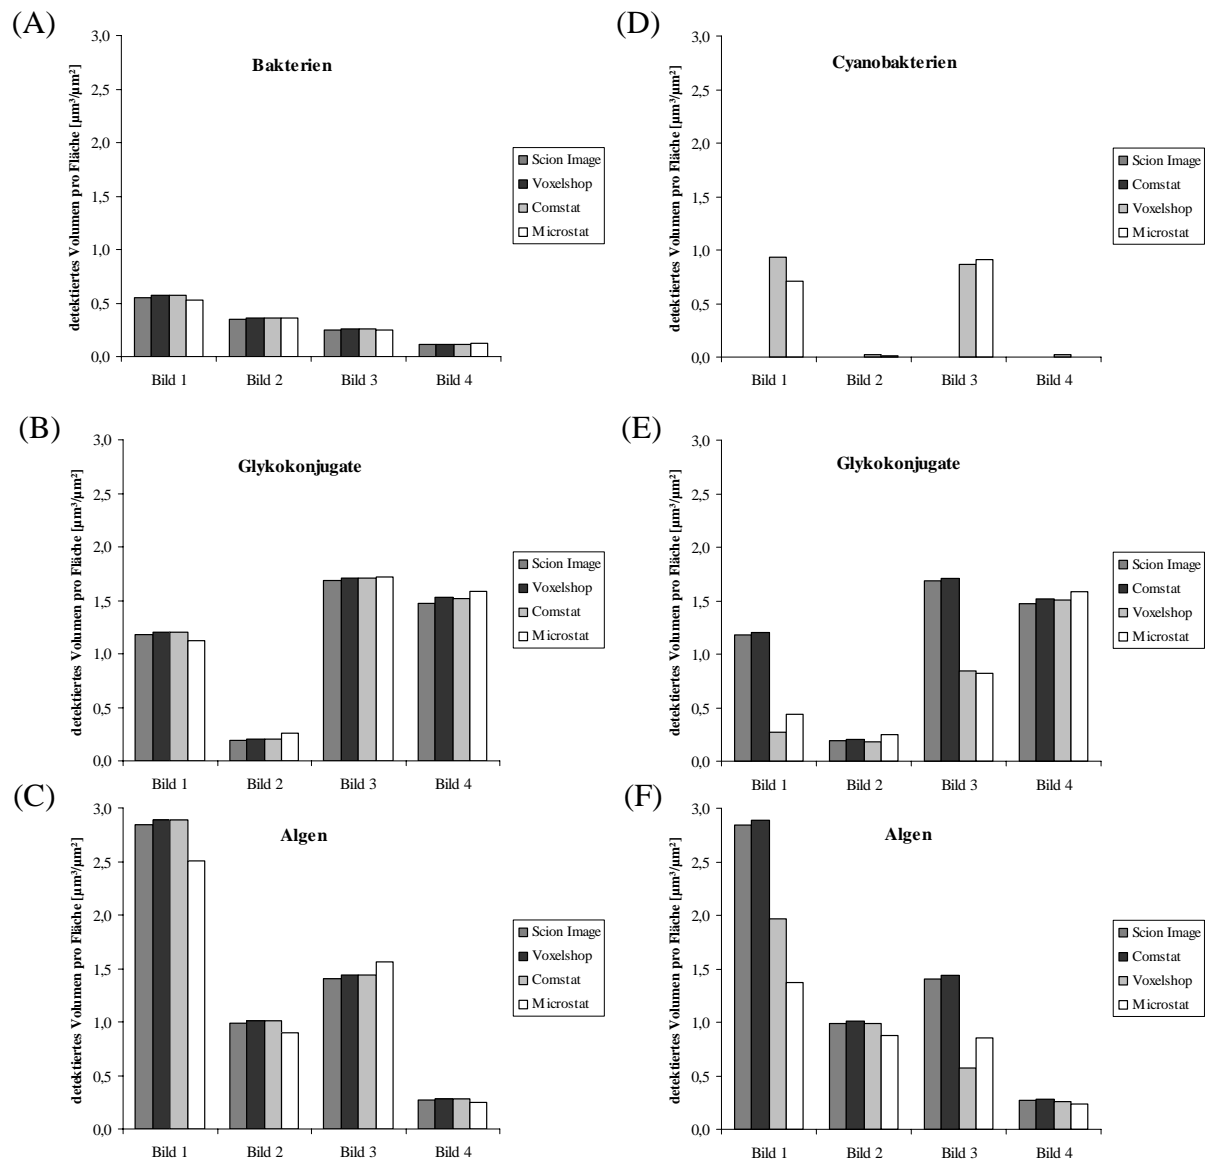 (A)
detektiertes Volumen pro Fläche [µm³/µm²]
3,0
2,5
2,0
1,5
1,0
0,5
0,0
Bakterien
Bild 1 Bild 2 Bild 3 Bild 4
Scion Image
Voxelshop
Comstat
Microstat
(D)
detektiertes Volumen pro Fläche [µm³/µm²]
3,0
2,5
2,0
1,5
1,0
0,5
0,0
Cyanobakterien
Bild 1 Bild 2 Bild 3 Bild 4
Scion Image
Comstat
Voxelshop
Microstat
(B)
detektiertes Volumen pro Fläche [µm³/µm²]
3,0
2,5
2,0
1,5
1,0
0,5
0,0
Glykokonjugate
Bild 1 Bild 2 Bild 3 Bild 4
Scion Image
Voxelshop
Comstat
Microstat
(E)
detektiertes Volumen pro Fläche [µm³/µm²]
3,0
2,5
2,0
1,5
1,0
0,5
0,0
Glykokonjugate
Bild 1 Bild 2 Bild 3 Bild 4
Scion Image
Comstat
Voxelshop
Microstat
(C)
detektiertes Volumen pro Fläche [µm³/µm²]
3,0
2,5
2,0
1,5
1,0
0,5
0,0
Algen
Bild 1 Bild 2 Bild 3 Bild 4
Scion Image
Voxelshop
Comstat
Microstat
(F)
detektiertes Volumen pro Fläche [µm³/µm²]
3,0
2,5
2,0
1,5
1,0
0,5
0,0
Algen
Bild 1 Bild 2 Bild 3 Bild 4
Scion Image
Comstat
Voxelshop
Microstat